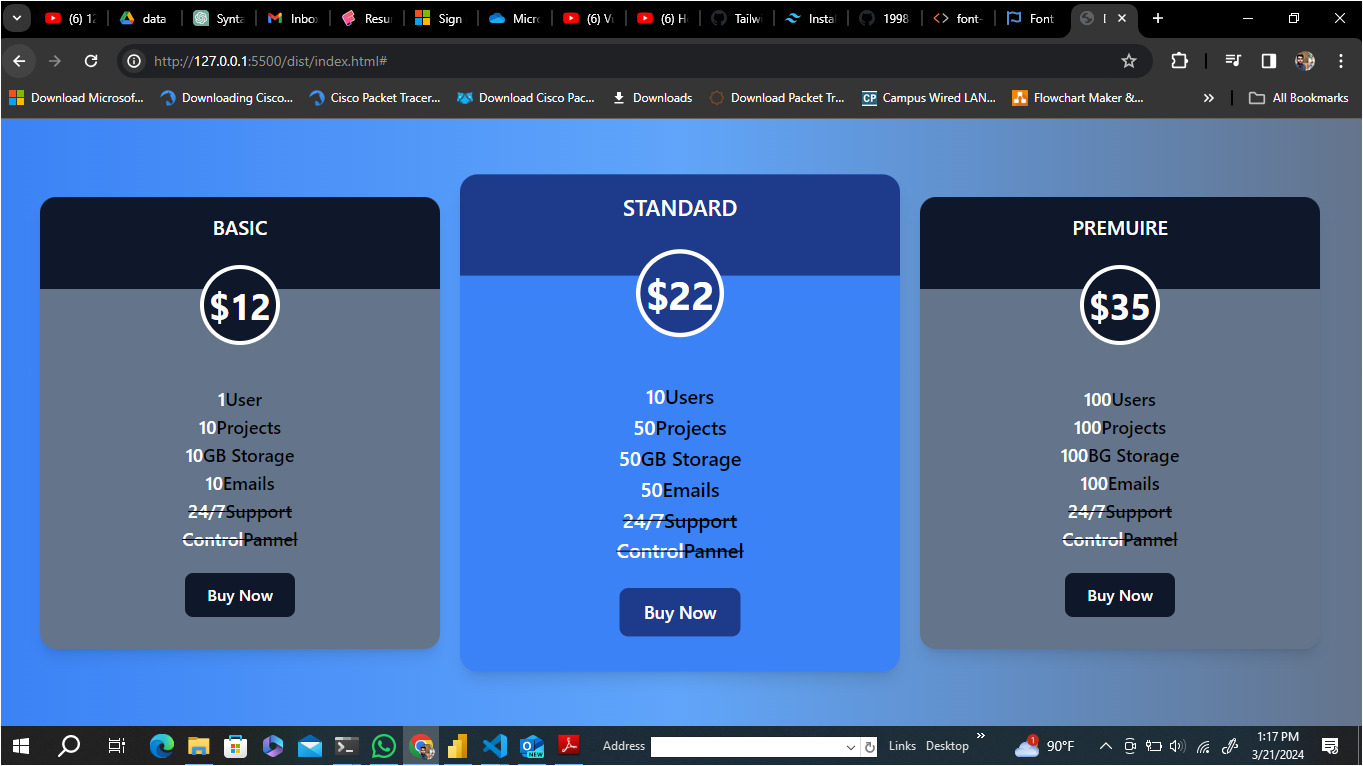 (6) 12
data
Synta
Inbo
Resu
Sign
Micro
(6) Vi
(6) H
Tailw
Instal
1998
font-
Font
http://127.0.0.1:5500/dist/index.html#
Download Microsof...
Downloading Cisco...
Cisco Packet Tracer...
Download Cisco Pac...
Downloads
Download Packet Tr...
CP
Campus Wired LAN...
Flowchart Maker &...
»
All Bookmarks
BASIC
$12
1User
10Projects
10GB Storage
10Emails
24/7Support
ControlPannel
Buy Now
STANDARD
$22
10Users
50Projects
50GB Storage
50Emails
24/7Support
ControlPannel
Buy Now
PREMUIRE
$35
100Users
100Projects
100BG Storage
100Emails
24/7Support
ControlPannel
Buy Now
Address
Links
Desktop
»
1
90°F
1:17 PM
3/21/2024